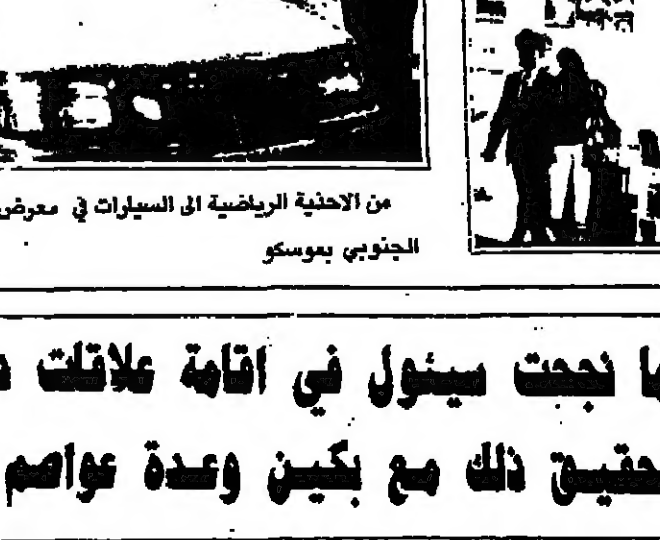 من الاحذية الرياضية الى السيارات في معرض
الجنوبي بموسكو
نجحت سيئول في اقامة علاقات
ذلك مع بكين وعدة عواصم